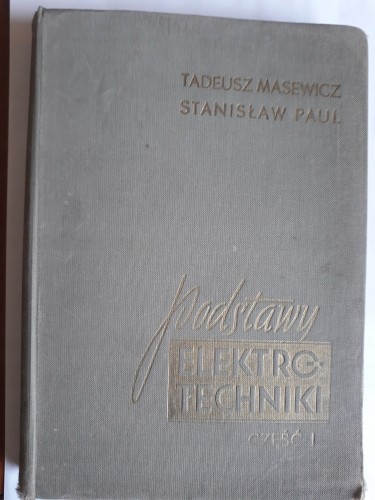 TADEUSZ MASEWICZ
STANISŁAW PAUL
podstawy
ELEKTRO-
TECHNIKI
CZĘŚĆ I